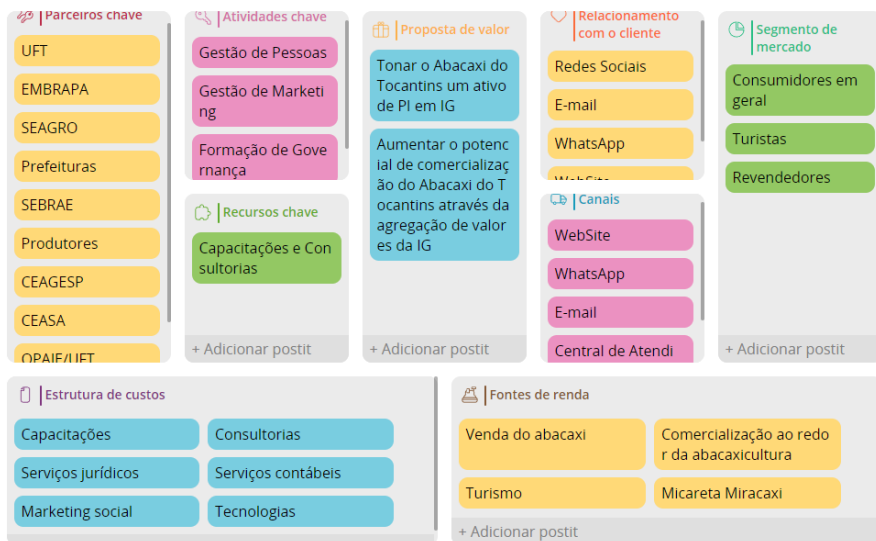 Parceiros chave
UFT
EMBRAPA
SEAGRO
Prefeituras
SEBRAE
Produtores
CEAGESP
CEASA
OPAJE/UFT
Atividades chave
Gestão de Pessoas
Gestão de Marketi
ng
Formação de Gove
rnança
Recursos chave
Capacitações e Con
sultorias
+ Adicionar postit
Proposta de valor
Tonar o Abacaxi do
Tocantins um ativo
de PI em IG
Aumentar o potenc
ial de comercializaç
ão do Abacaxi do T
ocantins através da
agregação de valor
es da IG
+ Adicionar postit
Relacionamento
com o cliente
Redes Sociais
E-mail
WhatsApp
WebSite
Canais
WebSite
WhatsApp
E-mail
Central de Atendi
Segmento de
mercado
Consumidores em
geral
Turistas
Revendedores
+ Adicionar postit
Estrutura de custos
Capacitações
Consultorias
Serviços jurídicos
Serviços contábeis
Marketing social
Tecnologias
Fontes de renda
Venda do abacaxi
Comercialização ao redo
r da abacaxicultura
Turismo
Micareta Miracaxi
+ Adicionar postit